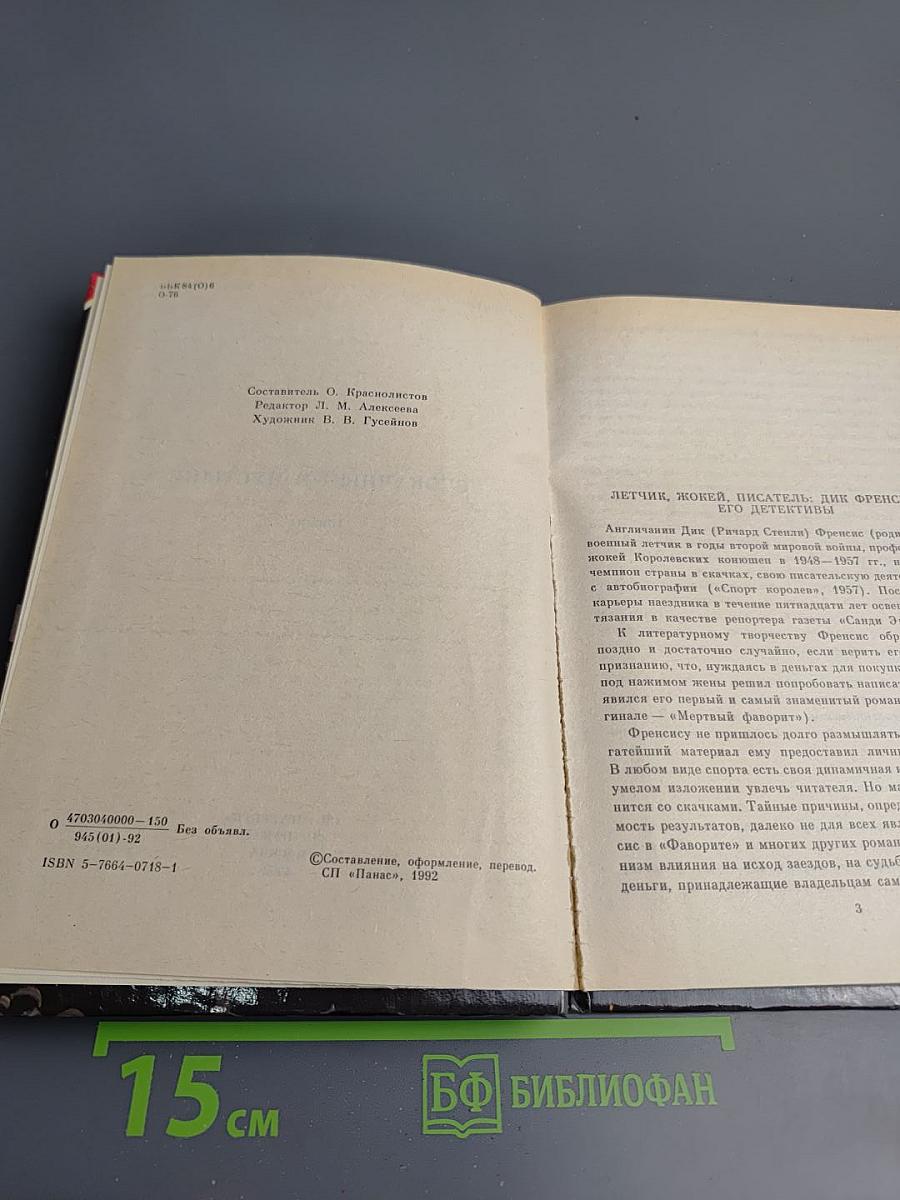 ББК 84(О)6
О-76
Составитель О. Краснолистов
Редактор Л. М. Алексеева
Художник В. В. Гусейнов
О 4703040000—150
945(01)-92 Без объявл.
ISBN 5-7664-0718-1
©Составление, оформление, перевод.
СП «Панас», 1992
ЛЕТЧИК, ЖОКЕЙ, ПИСАТЕЛЬ: ДИК ФРЕНС
ЕГО ДЕТЕКТИВЫ
Англичанин Дик (Ричард Стенли) Френсис (роди
военный летчик в годы второй мировой войны, профе
жокей Королевских конюшен в 1948—1957 гг., н
чемпион страны в скачках, свою писательскую деят
с автобиографии («Спорт королев», 1957). Пос
карьеры наездника в течение пятнадцати лет освещ
тязания в качестве репортера газеты «Санди Э
К литературному творчеству Френсис обр
поздно и достаточно случайно, если верить ег
признанию, что, нуждаясь в деньгах для покупк
под нажимом жены решил попробовать написат
явился его первый и самый знаменитый роман
гинале — «Мертвый фаворит»).
Френсису не пришлось долго размышлять
гатейший материал ему предоставил личн
В любом виде спорта есть своя динамичная и
умелом изложении увлечь читателя. Но ма
нится со скачками. Тайные причины, опред
мость результатов, далеко не для всех явл
сис в «Фаворите» и многих других роман
низм влияния на исход заездов, на судьб
деньги, принадлежащие владельцам сам
3
15 см
БФ БИБЛИОФАН